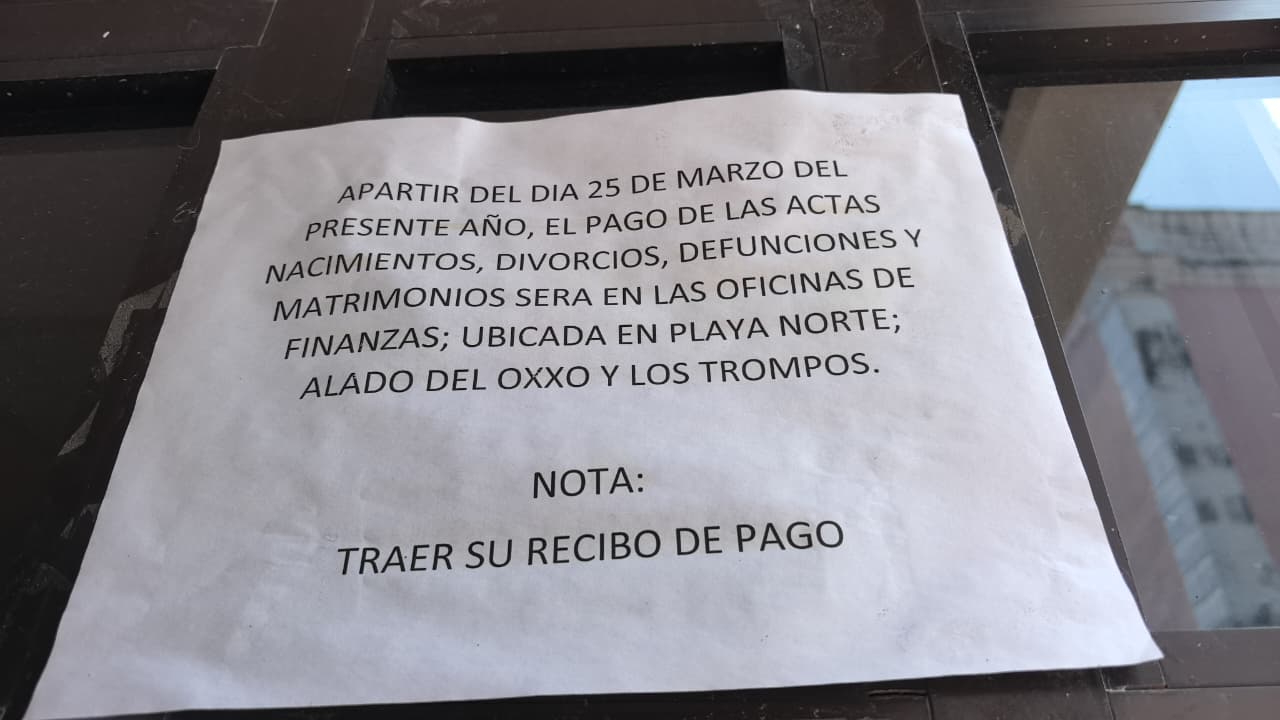 APARTIR DEL DIA 25 DE MARZO DEL
PRESENTE AÑO, EL PAGO DE LAS ACTAS
NACIMIENTOS, DIVORCIOS, DEFUNCIONES Y
MATRIMONIOS SERA EN LAS OFICINAS DE
FINANZAS; UBICADA EN PLAYA NORTE;
ALADO DEL OXXO Y LOS TROMPOS.
NOTA:
TRAER SU RECIBO DE PAGO